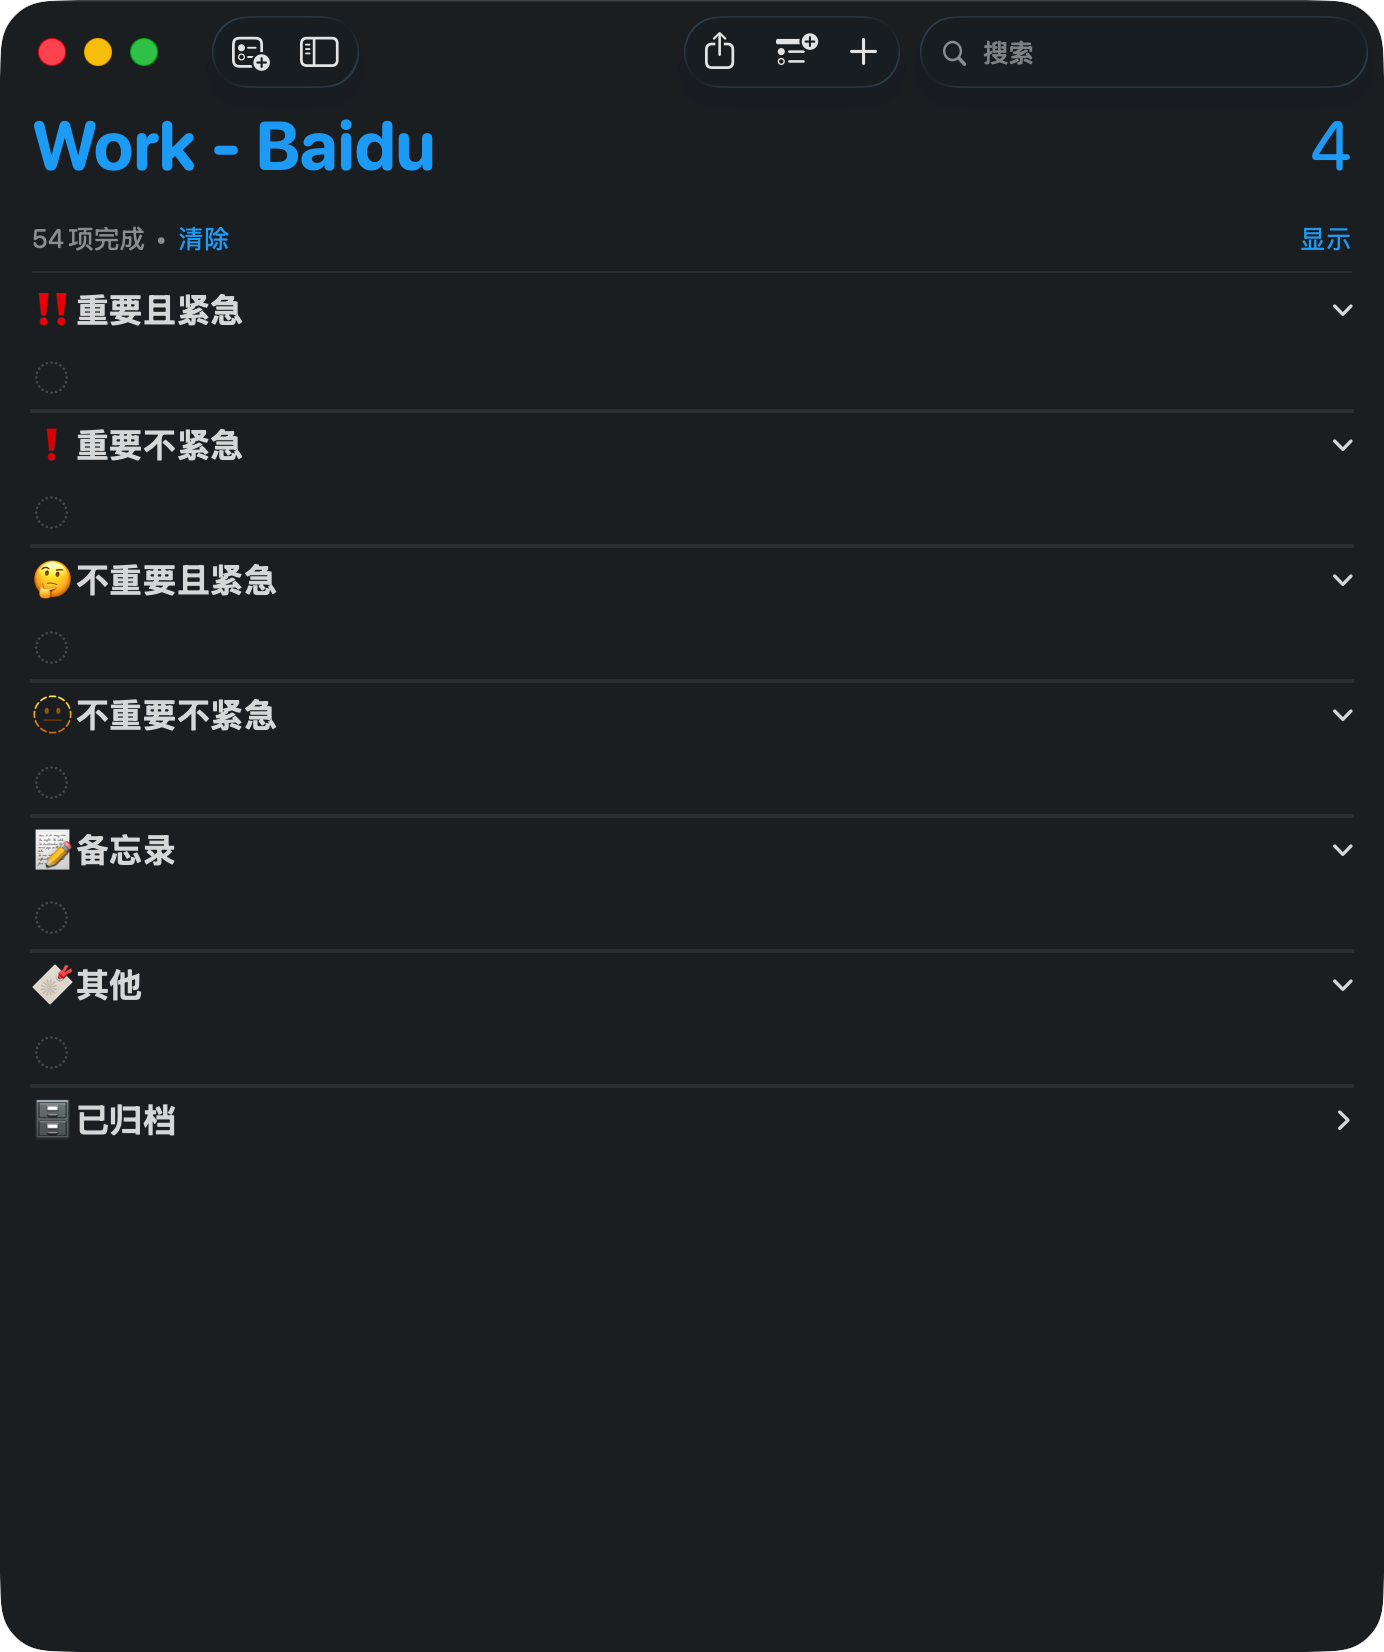 搜索
Work - Baidu
4
54项完成 • 清除
显示
‼️重要且紧急
❗重要不紧急
🤔不重要且紧急
🫥不重要不紧急
📝备忘录
其他
🗄️已归档